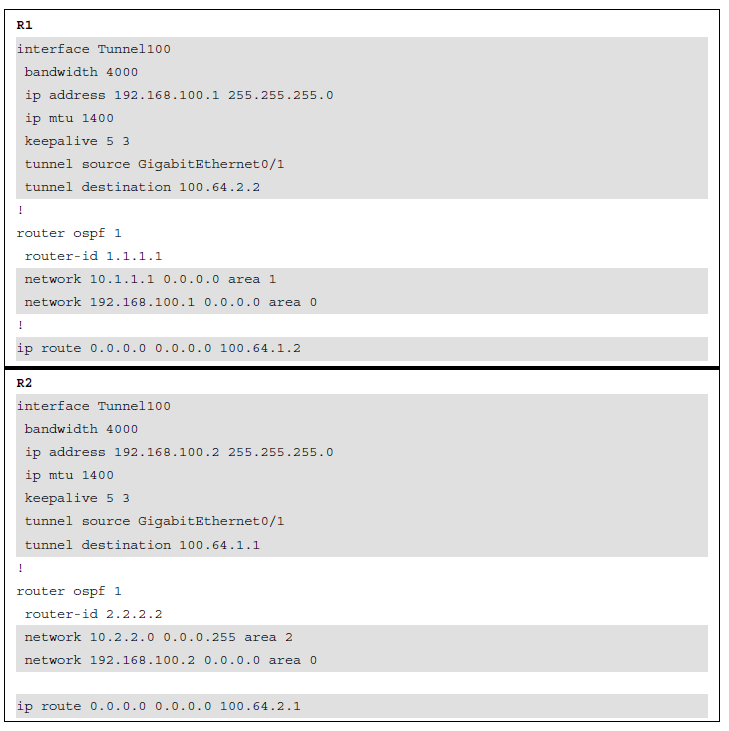 R1
interface Tunnel100
bandwidth 4000
ip address 192.168.100.1 255.255.255.0
ip mtu 1400
keepalive 5 3
tunnel source GigabitEthernet0/1
tunnel destination 100.64.2.2
!
router ospf 1
router-id 1.1.1.1
network 10.1.1.1 0.0.0.0 area 1
network 192.168.100.1 0.0.0.0 area 0
!
ip route 0.0.0.0 0.0.0.0 100.64.1.2
R2
interface Tunnel100
bandwidth 4000
ip address 192.168.100.2 255.255.255.0
ip mtu 1400
keepalive 5 3
tunnel source GigabitEthernet0/1
tunnel destination 100.64.1.1
!
router ospf 1
router-id 2.2.2.2
network 10.2.2.0 0.0.0.255 area 2
network 192.168.100.2 0.0.0.0 area 0
ip route 0.0.0.0 0.0.0.0 100.64.2.1